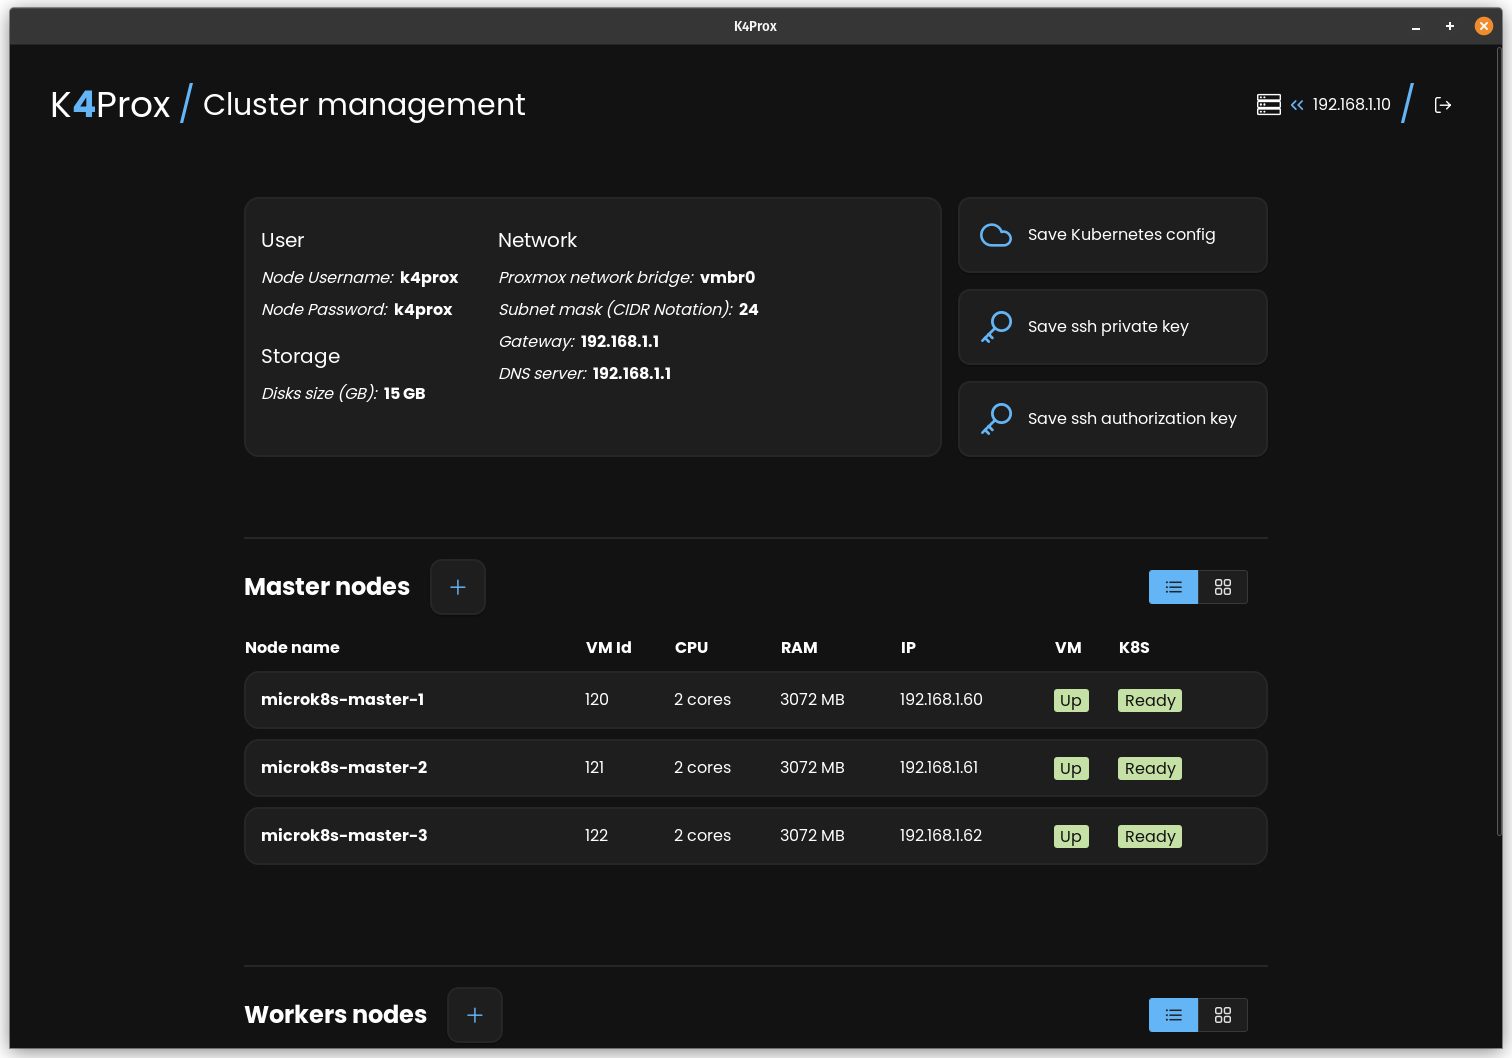 K4Prox
K4Prox / Cluster management
192.168.1.10 /
User
Node Username: k4prox
Node Password: k4prox
Storage
Disks size (GB): 15 GB
Network
Proxmox network bridge: vmbr0
Subnet mask (CIDR Notation): 24
Gateway: 192.168.1.1
DNS server: 192.168.1.1
Save Kubernetes config
Save ssh private key
Save ssh authorization key
Master nodes
Node name VM Id CPU RAM IP VM K8S
microk8s-master-1 120 2 cores 3072 MB 192.168.1.60 Up Ready
microk8s-master-2 121 2 cores 3072 MB 192.168.1.61 Up Ready
microk8s-master-3 122 2 cores 3072 MB 192.168.1.62 Up Ready
Workers nodes